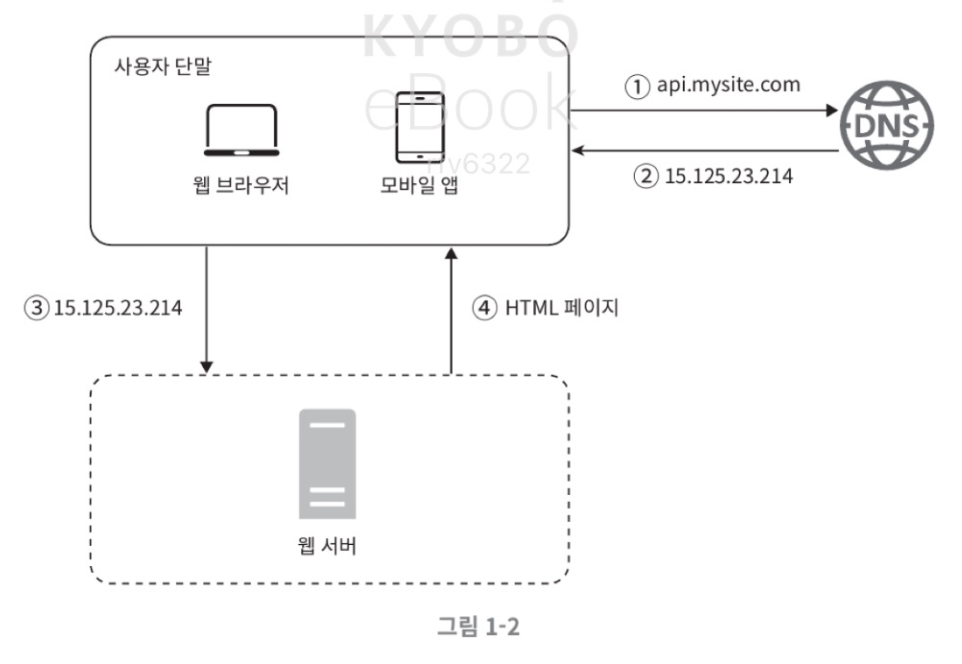 KYOBO
eBook
사용자 단말
웹 브라우저
모바일 앱
v6322
① api.mysite.com
DNS
② 15.125.23.214
③ 15.125.23.214
④ HTML 페이지
웹 서버
그림 1-2